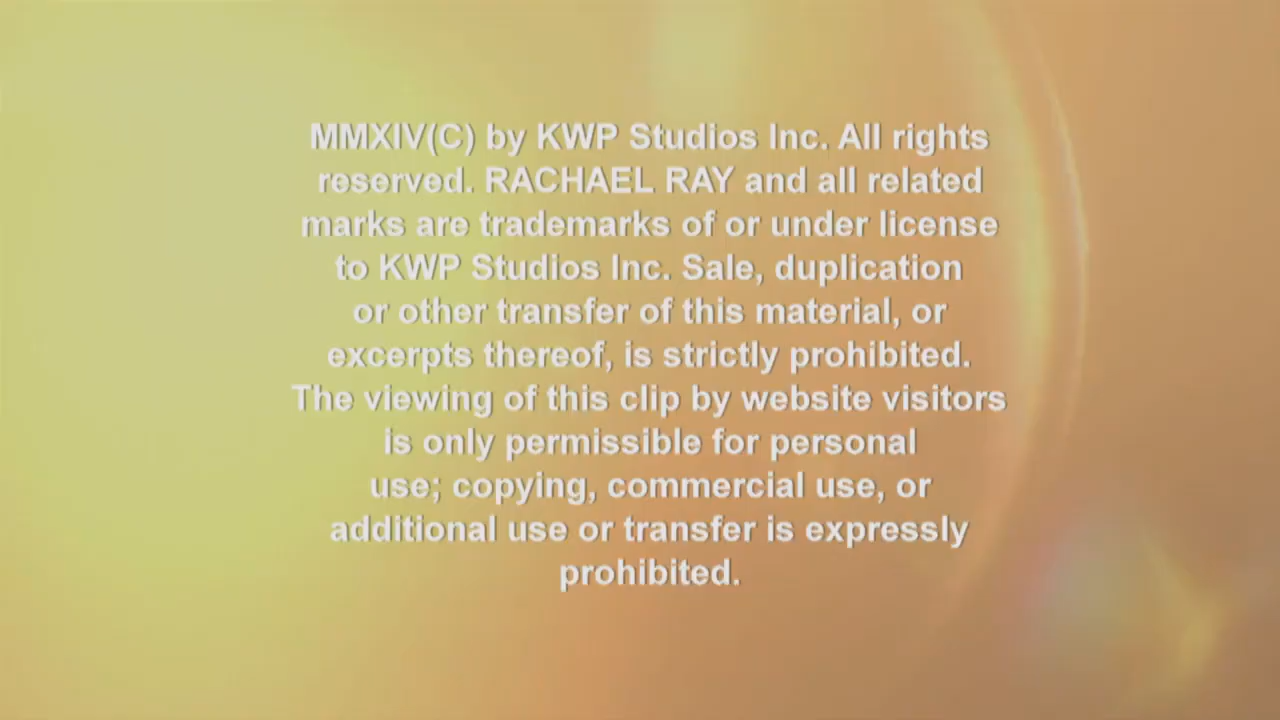 MMXIV(C) by KWP Studios Inc. All rights
reserved. RACHAEL RAY and all related
marks are trademarks of or under license
to KWP Studios Inc. Sale, duplication
or other transfer of this material, or
excerpts thereof, is strictly prohibited.
The viewing of this clip by website visitors
is only permissible for personal
use; copying, commercial use, or
additional use or transfer is expressly
prohibited.